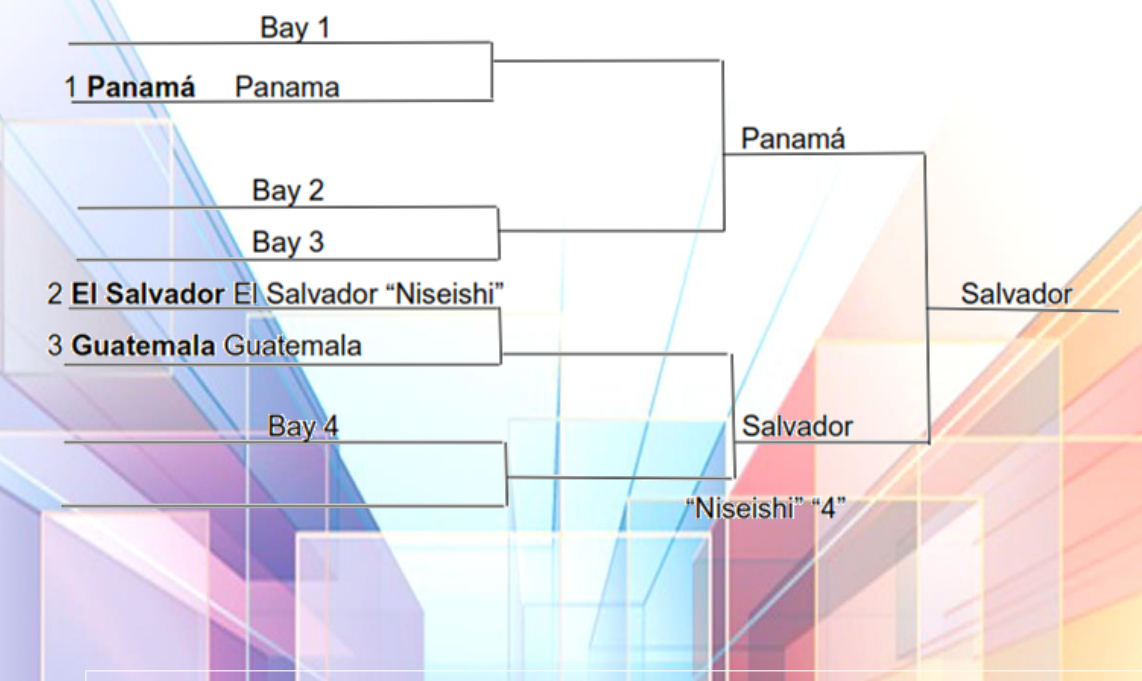 Bay 1
1 Panamá Panama
Panamá
Bay 2
Bay 3
2 El Salvador El Salvador “Niseishi”
Salvador
3 Guatemala Guatemala
Bay 4
Salvador
“Niseishi” “4”